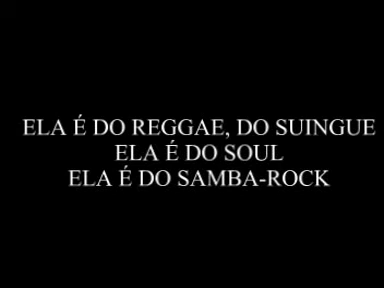 ELA É DO REGGAE, DO SUINGUE
ELA É DO SOUL
ELA É DO SAMBA-ROCK